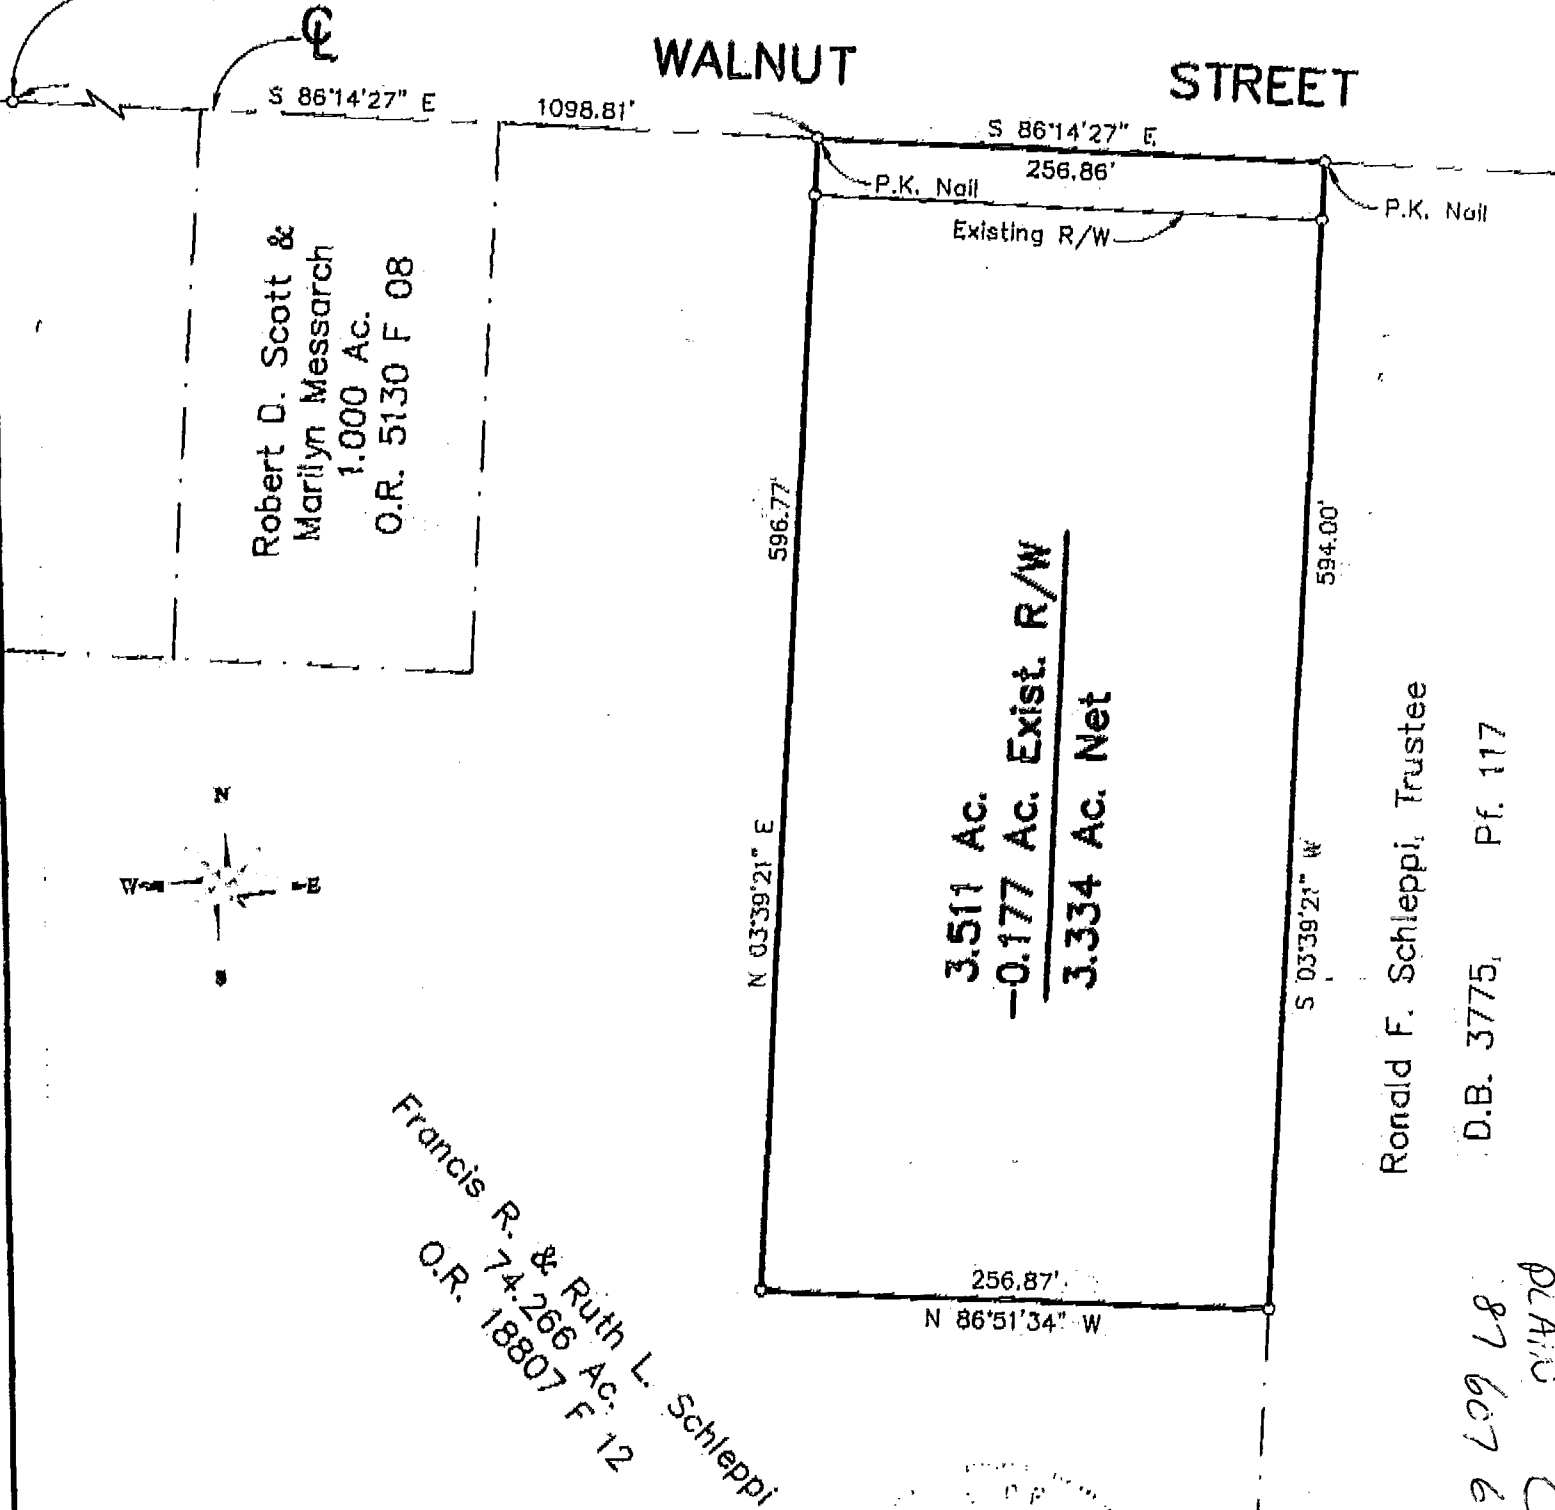 ℄
WALNUT STREET
S 86°14'27" E
1098.81'
S 86°14'27" E
256.86'
P.K. Nail
P.K. Nail
Existing R/W
Robert D. Scott &
Marilyn Messarch
1.000 Ac.
O.R. 5130 F 08
596.77'
N 03°39'21" E
594.00'
S 03°39'21" W
3.511 Ac.
-0.177 Ac. Exist. R/W
3.334 Ac. Net
N
W
E
S
Ronald F. Schleppi, Trustee
D.B. 3775, Pf. 117
Francis R. & Ruth L. Schleppi
74.266 Ac.
O.R. 18807 F 12
256.87'
N 86°51'34" W
87 607 6